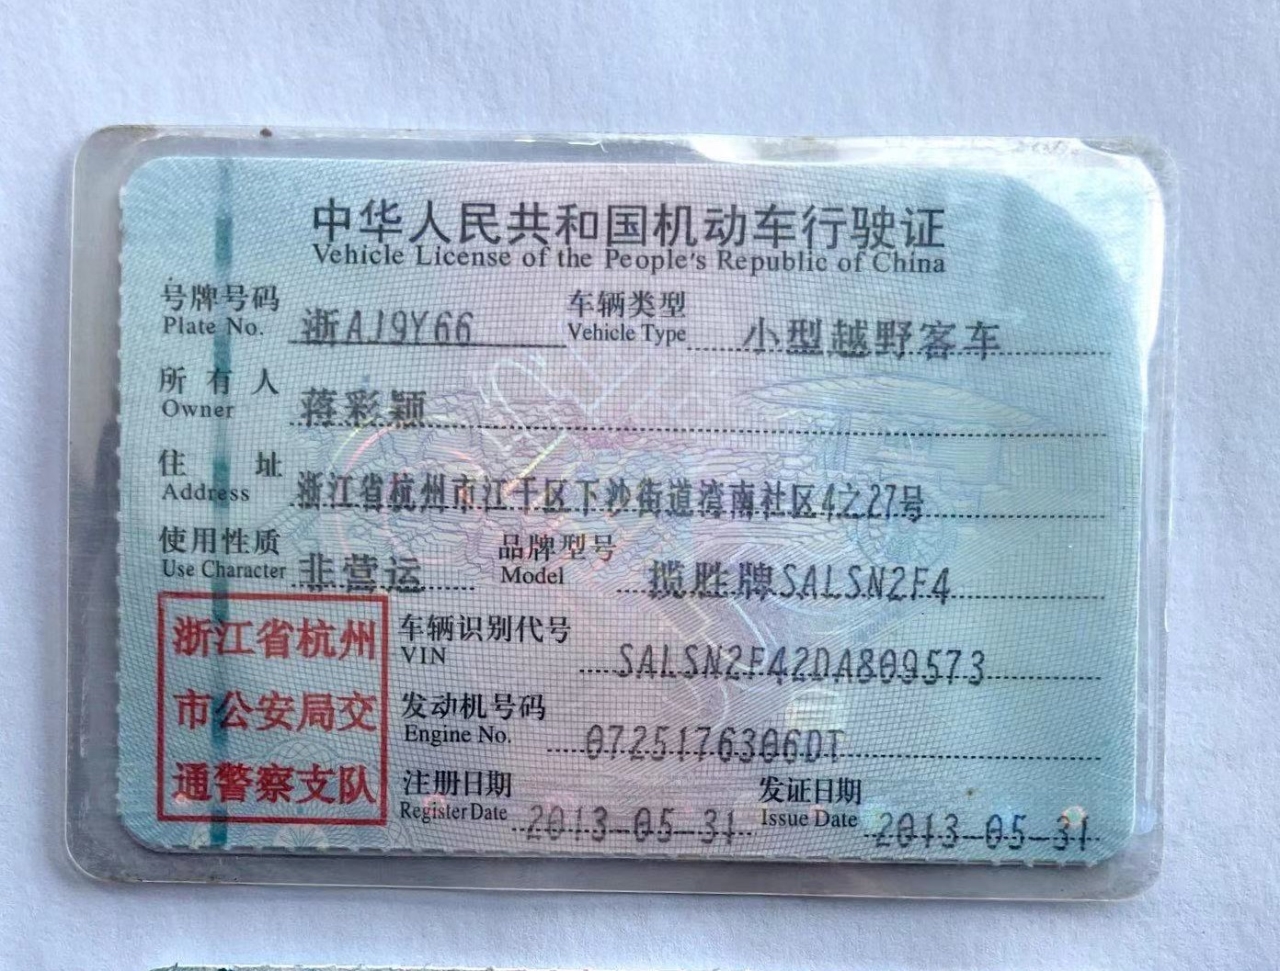 中华人民共和国机动车行驶证
Vehicle License of the People's Republic of China
号牌号码 浙AJ9Y66 车辆类型 小型越野客车
Plate No. Vehicle Type
所有人 蒋彩颖
Owner
住址 浙江省杭州市江干区下沙街道湾南社区4之27号
Address
使用性质 非营运 品牌型号 揽胜牌SALSN2F4
Use Character Model
浙江省杭州
市公安局交
通警察支队
车辆识别代号 SALSN2F42DA809573
VIN
发动机号码 0725176306DT
Engine No.
注册日期 2013-05-31 发证日期 2013-05-31
Register Date Issue Date